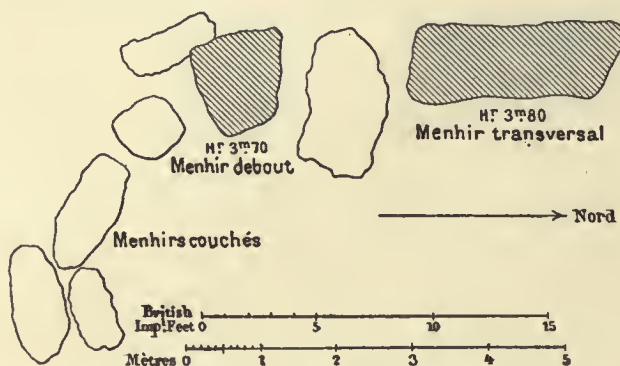 Hr 3m70
Menhir debout
Hr 3m80
Menhir transversal
Nord
Menhirs couchés
British
Impl. Feet 0 5 10 15
Mètres 0 1 2 3 4 5